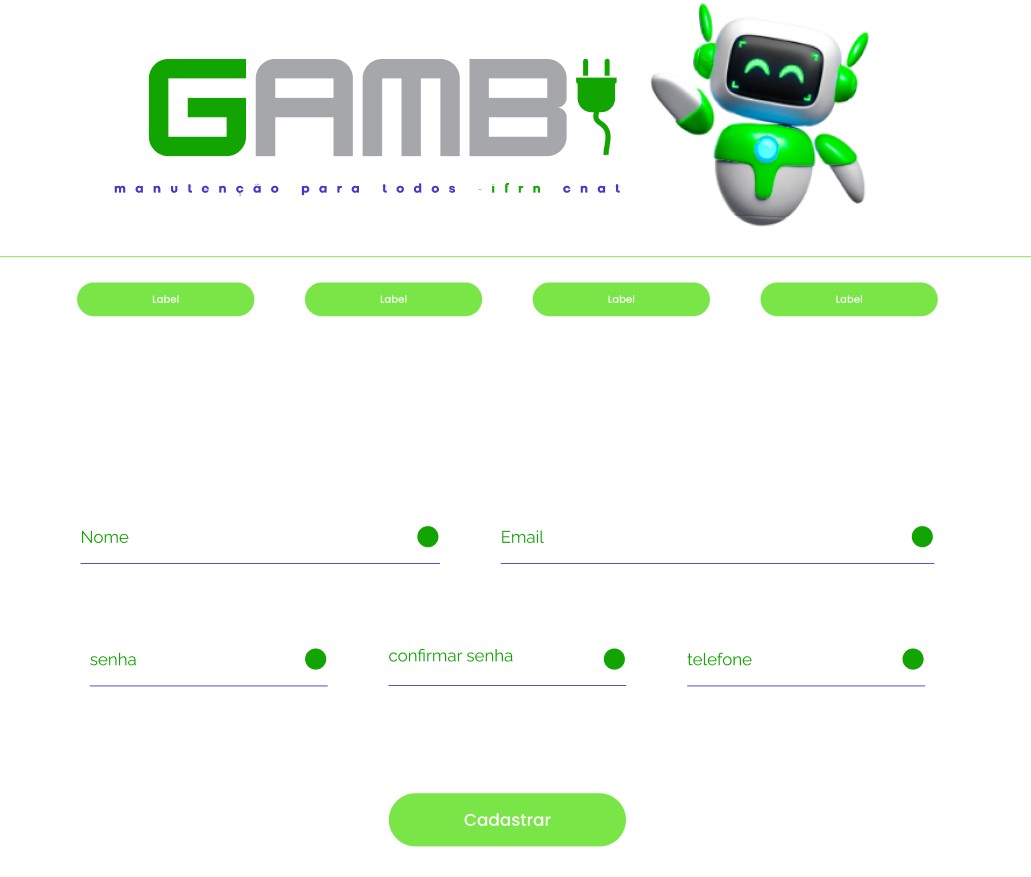 GAMB
manutenção para todos - ifrn cnat
Label Label Label Label
Nome Email
senha confirmar senha telefone
Cadastrar